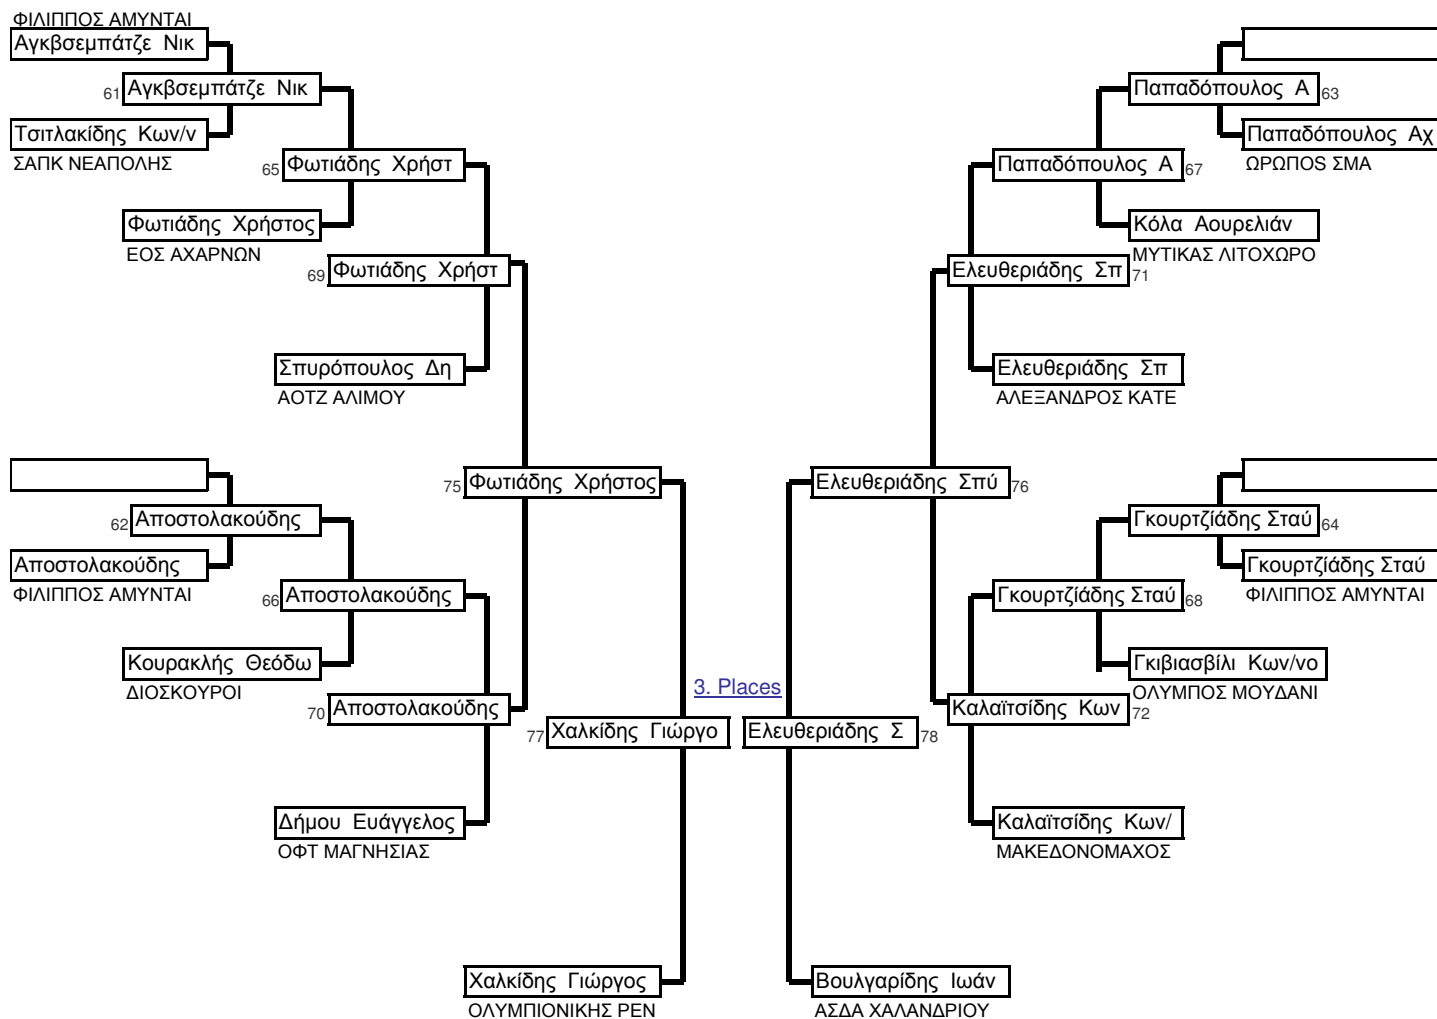 ΦΙΛΙΠΠΟΣ ΑΜΥΝΤΑΙ
Αγκβσεμπάτζε Νικ
61 Αγκβσεμπάτζε Νικ
Τσιτλακίδης Κων/ν
ΣΑΠΚ ΝΕΑΠΟΛΗΣ
65 Φωτιάδης Χρήστ
Φωτιάδης Χρήστος
ΕΟΣ ΑΧΑΡΝΩΝ
69 Φωτιάδης Χρήστ
Σπυρόπουλος Δη
ΑΟΤΖ ΑΛΙΜΟΥ
75 Φωτιάδης Χρήστος
62 Αποστολακούδης
Αποστολακούδης
ΦΙΛΙΠΠΟΣ ΑΜΥΝΤΑΙ
66 Αποστολακούδης
Κουρακλής Θεόδω
ΔΙΟΣΚΟΥΡΟΙ
70 Αποστολακούδης
Δήμου Ευάγγελος
ΟΦΤ ΜΑΓΝΗΣΙΑΣ
77 Χαλκίδης Γιώργο
Χαλκίδης Γιώργος
ΟΛΥΜΠΙΟΝΙΚΗΣ ΡΕΝ
3. Places
Παπαδόπουλος Α 63
Παπαδόπουλος Αχ
ΩΡΩΠΟS ΣΜΑ
Παπαδόπουλος Α 67
Κόλα Αουρελιάν
ΜΥΤΙΚΑΣ ΛΙΤΟΧΩΡΟ
Ελευθεριάδης Σπ 71
Ελευθεριάδης Σπ
ΑΛΕΞΑΝΔΡΟΣ ΚΑΤΕ
Ελευθεριάδης Σπύ 76
Γκουρτζίάδης Σταύ 64
Γκουρτζίάδης Σταύ
ΦΙΛΙΠΠΟΣ ΑΜΥΝΤΑΙ
Γκουρτζίάδης Σταύ 68
Γκιβιασβίλι Κων/νο
ΟΛΥΜΠΟΣ ΜΟΥΔΑΝΙ
Καλαϊτσίδης Κων 72
Ελευθεριάδης Σ 78
Καλαϊτσίδης Κων/
ΜΑΚΕΔΟΝΟΜΑΧΟΣ
Βουλγαρίδης Ιωάν
ΑΣΔΑ ΧΑΛΑΝΔΡΙΟΥ